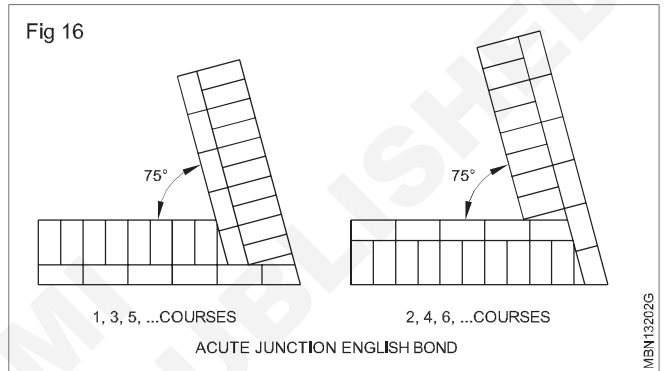 Fig 16
75°
75°
1, 3, 5, ...COURSES
2, 4, 6, ...COURSES
ACUTE JUNCTION ENGLISH BOND
MBN13202G